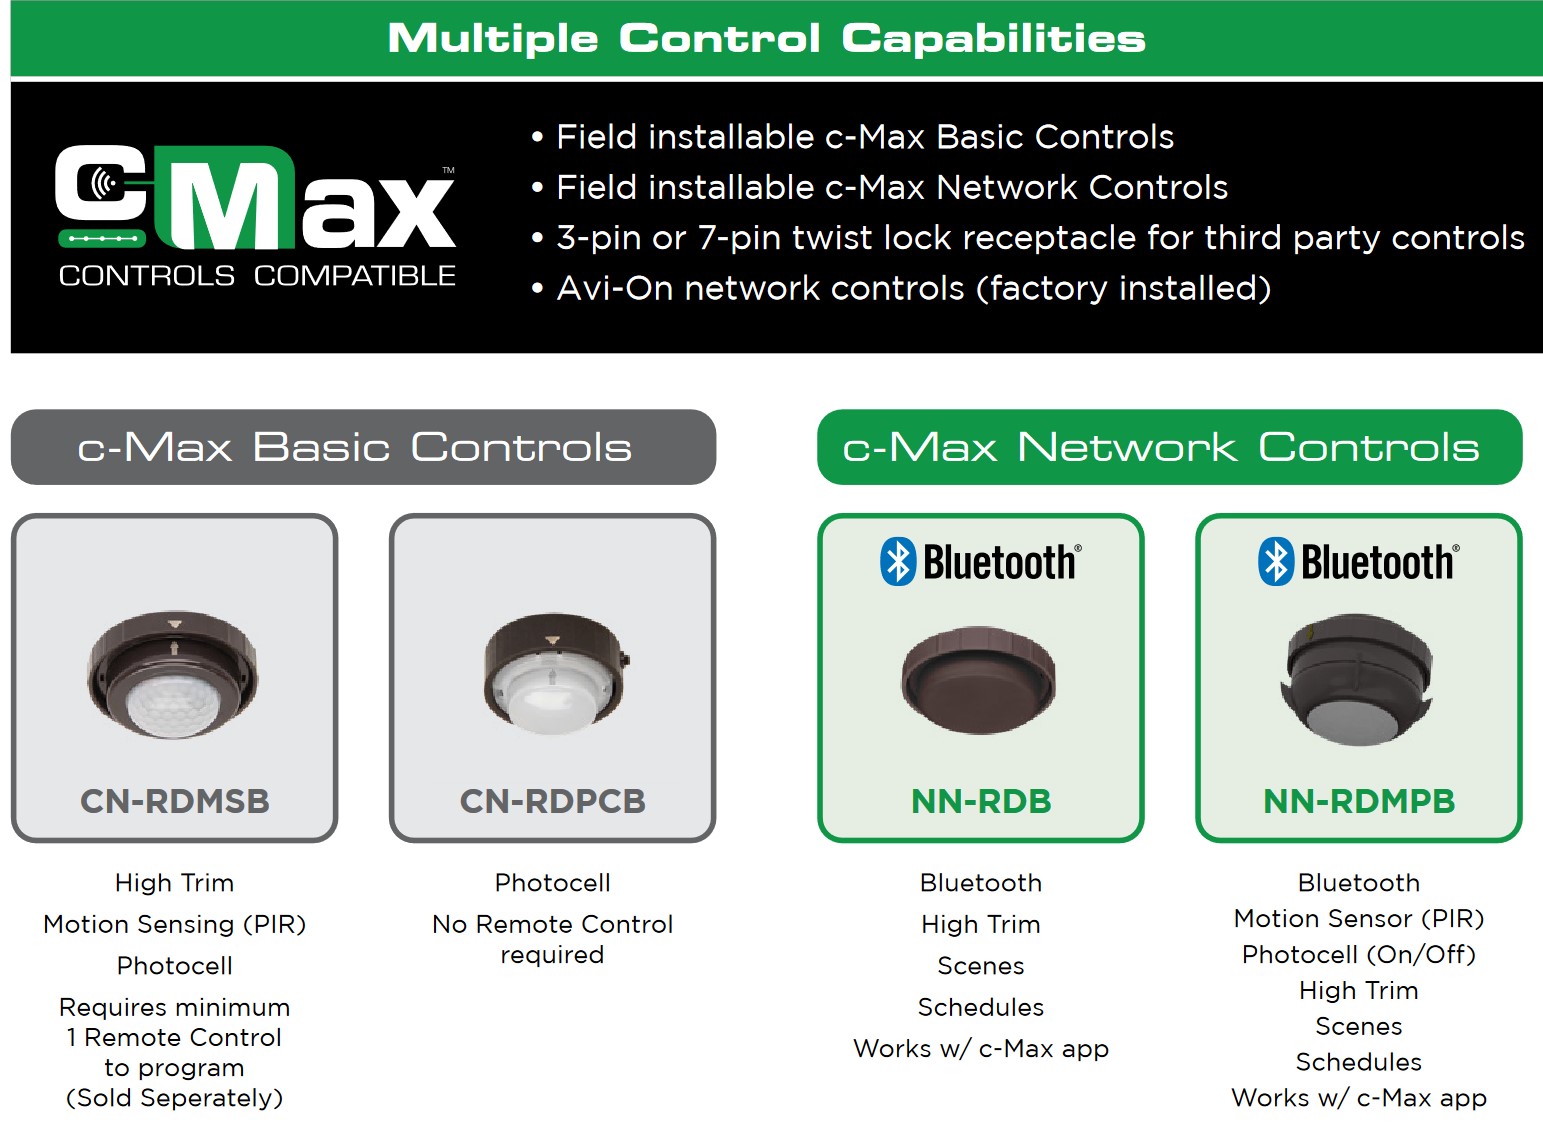 Multiple Control Capabilities
c-Max™
CONTROLS COMPATIBLE
• Field installable c-Max Basic Controls
• Field installable c-Max Network Controls
• 3-pin or 7-pin twist lock receptacle for third party controls
• Avi-On network controls (factory installed)
c-Max Basic Controls
CN-RDMSB
High Trim
Motion Sensing (PIR)
Photocell
Requires minimum
1 Remote Control
to program
(Sold Seperately)
CN-RDPCB
Photocell
No Remote Control
required
c-Max Network Controls
Bluetooth®
NN-RDB
Bluetooth
High Trim
Scenes
Schedules
Works w/ c-Max app
Bluetooth®
NN-RDMPB
Bluetooth
Motion Sensor (PIR)
Photocell (On/Off)
High Trim
Scenes
Schedules
Works w/ c-Max app